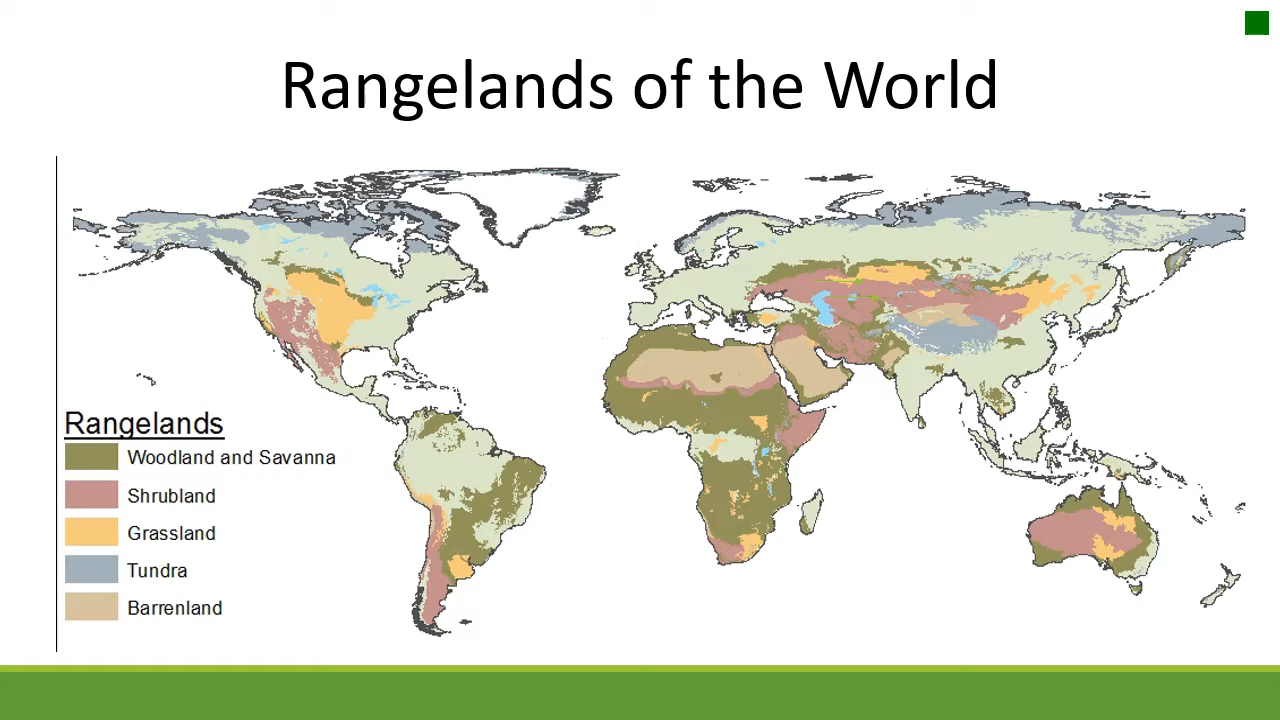 Rangelands of the World
Rangelands
Woodland and Savanna
Shrubland
Grassland
Tundra
Barrenland